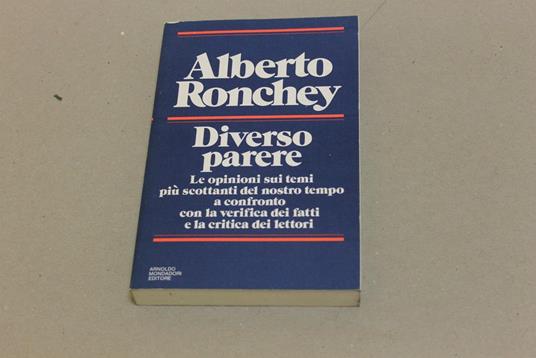 Alberto
Ronchey
Diverso
parere
Le opinioni sui temi
più scottanti del nostro tempo
a confronto
con la verifica dei fatti
e la critica dei lettori
ARNOLDO
MONDADORI
EDITORE